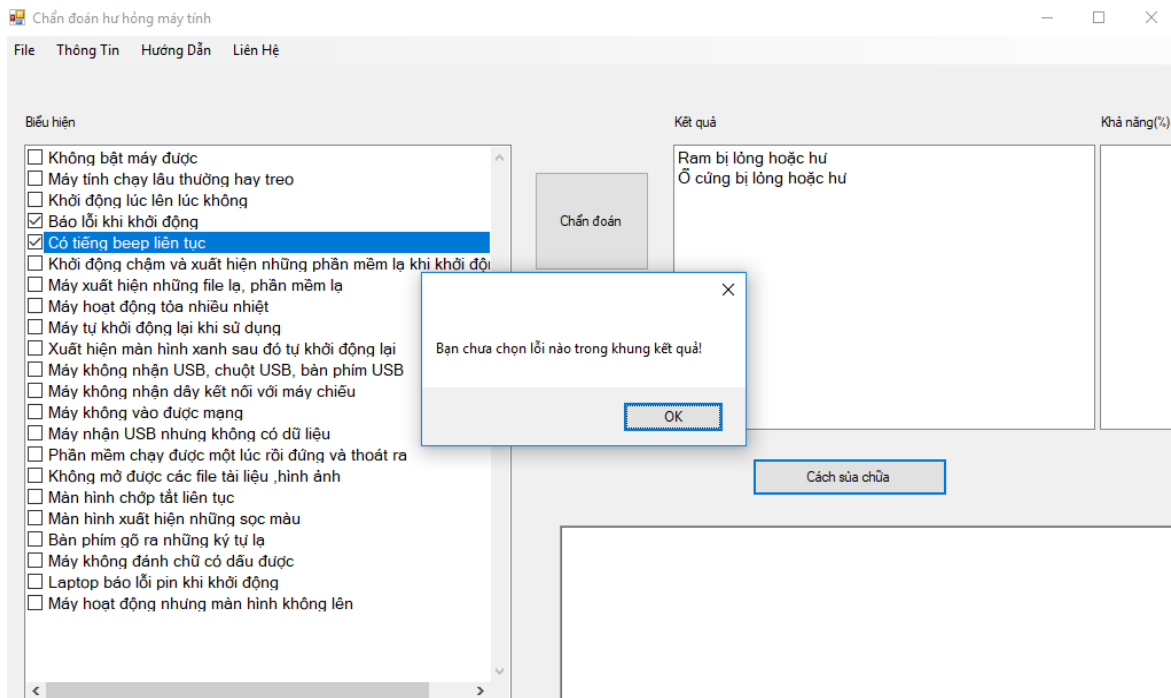 Chẩn đoán hư hỏng máy tính
File Thông Tin Hướng Dẫn Liên Hệ
Biểu hiện
Kết quả
Khả năng(%)
Không bật máy được
Máy tính chạy lâu thường hay treo
Khởi động lúc lên lúc không
Báo lỗi khi khởi động
Có tiếng beep liên tục
Khởi động chậm và xuất hiện những phần mềm lạ khi khởi độ
Máy xuất hiện những file lạ, phần mềm lạ
Máy hoạt động tỏa nhiều nhiệt
Máy tự khởi động lại khi sử dụng
Xuất hiện màn hình xanh sau đó tự khởi động lại
Máy không nhận USB, chuột USB, bàn phím USB
Máy không nhận dây kết nối với máy chiếu
Máy không vào được mạng
Máy nhận USB nhưng không có dữ liệu
Phần mềm chạy được một lúc rồi đứng và thoát ra
Không mở được các file tài liệu ,hình ảnh
Màn hình chớp tắt liên tục
Màn hình xuất hiện những sọc màu
Bàn phím gõ ra những ký tự lạ
Máy không đánh chữ có dấu được
Laptop báo lỗi pin khi khởi động
Máy hoạt động nhưng màn hình không lên
Chẩn đoán
Ram bị lỏng hoặc hư
Ổ cứng bị lỏng hoặc hư
Bạn chưa chọn lỗi nào trong khung kết quả!
OK
Cách sửa chữa